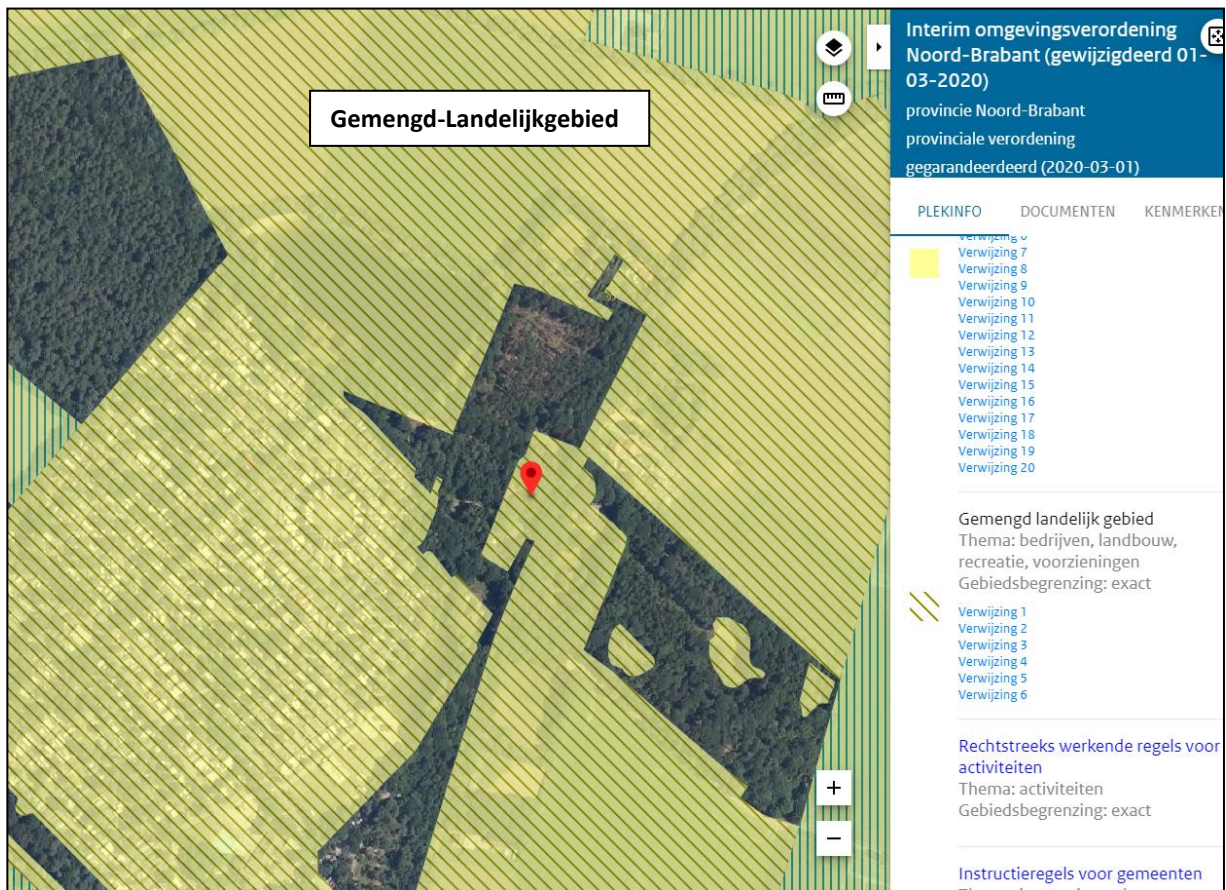 Gemengd-Landelijkgebied
Interim omgevingsverordening
Noord-Brabant (gewijzigdeerd 01-
03-2020)
provincie Noord-Brabant
provinciale verordening
gegarandeerdeerd (2020-03-01)
PLEKINFO DOCUMENTEN KENMERKEN
Verwijzing 6
Verwijzing 7
Verwijzing 8
Verwijzing 9
Verwijzing 10
Verwijzing 11
Verwijzing 12
Verwijzing 13
Verwijzing 14
Verwijzing 15
Verwijzing 16
Verwijzing 17
Verwijzing 18
Verwijzing 19
Verwijzing 20
Gemengd landelijk gebied
Thema: bedrijven, landbouw,
recreatie, voorzieningen
Gebiedsbegrenzing: exact
Verwijzing 1
Verwijzing 2
Verwijzing 3
Verwijzing 4
Verwijzing 5
Verwijzing 6
Rechtstreeks werkende regels voor
activiteiten
Thema: activiteiten
Gebiedsbegrenzing: exact
Instructieregels voor gemeenten